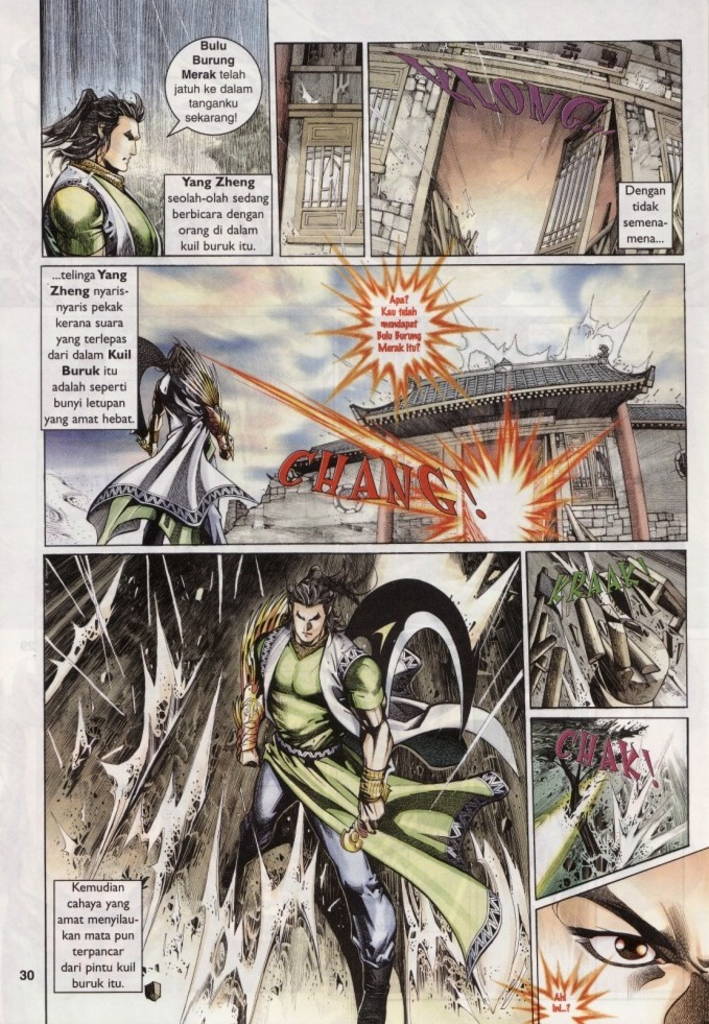 Bulu
Burung
Merak telah
jatuh ke dalam
tanganku
sekarang!
Yang Zheng
seolah-olah sedang
berbicara dengan
orang di dalam
kuil buruk itu.
Dengan
tidak
semena-
mena...
...telinga Yang
Zheng nyaris-
nyaris pekak
kerana suara
yang terlepas
dari dalam Kuil
Buruk itu
adalah seperti
bunyi letupan
yang amat hebat.
Apa?
Kau telah
mendapat
Bulu Burung
Merak itu?
CHANG!
KRAAK!
CHAK!
Kemudian
cahaya yang
amat menyilau-
kan mata pun
terpancar
dari pintu kuil
buruk itu.
30